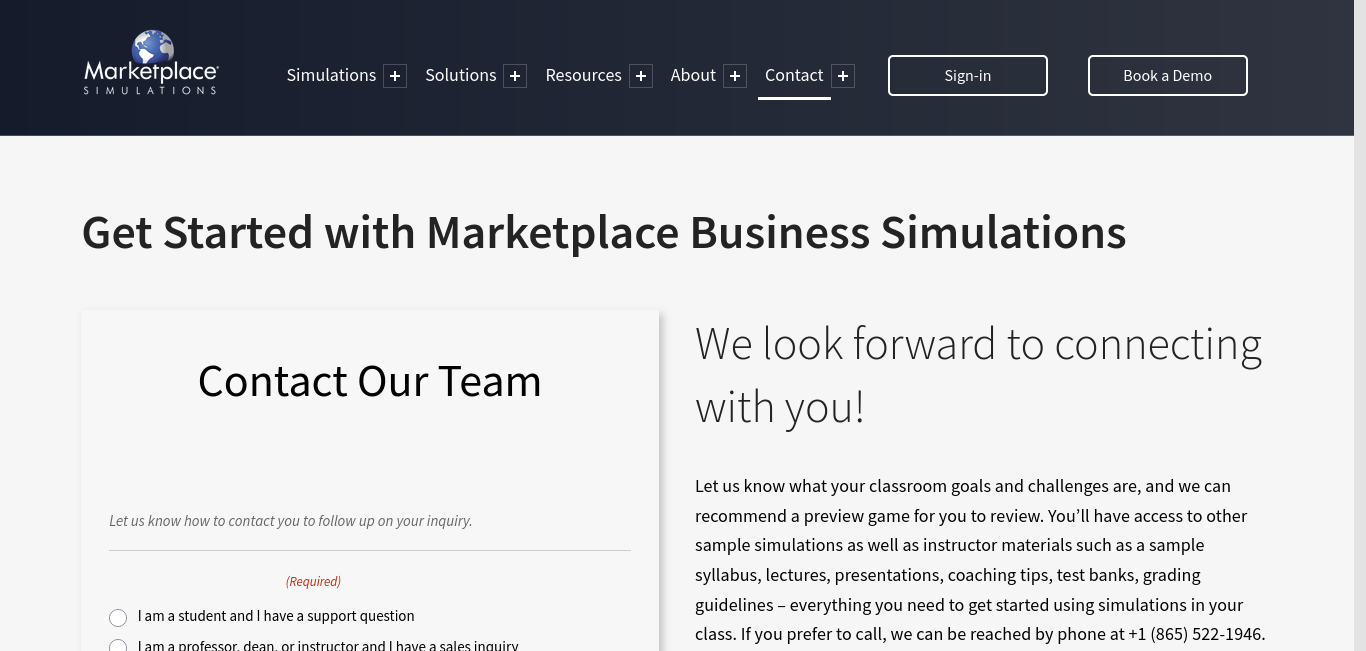 Marketplace
SIMULATIONS
Simulations
Solutions
Resources
About
Contact
Sign-in
Book a Demo
Get Started with Marketplace Business Simulations
Contact Our Team
Let us know how to contact you to follow up on your inquiry.
(Required)
I am a student and I have a support question
I am a professor, dean, or instructor and I have a sales inquiry
We look forward to connecting
with you!
Let us know what your classroom goals and challenges are, and we can
recommend a preview game for you to review. You’ll have access to other
sample simulations as well as instructor materials such as a sample
syllabus, lectures, presentations, coaching tips, test banks, grading
guidelines – everything you need to get started using simulations in your
class. If you prefer to call, we can be reached by phone at +1 (865) 522-1946.